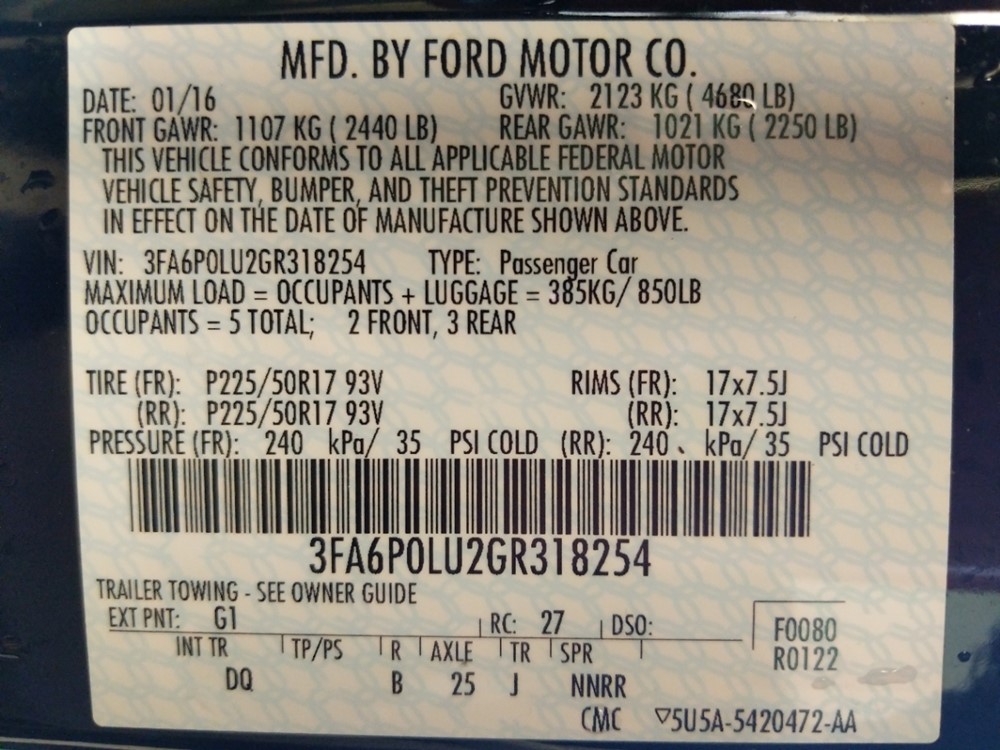 MFD. BY FORD MOTOR CO.
DATE: 01/16 GVWR: 2123 KG ( 4680 LB)
FRONT GAWR: 1107 KG ( 2440 LB) REAR GAWR: 1021 KG ( 2250 LB)
THIS VEHICLE CONFORMS TO ALL APPLICABLE FEDERAL MOTOR
VEHICLE SAFETY, BUMPER, AND THEFT PREVENTION STANDARDS
IN EFFECT ON THE DATE OF MANUFACTURE SHOWN ABOVE.
VIN: 3FA6P0LU2GR318254 TYPE: Passenger Car
MAXIMUM LOAD = OCCUPANTS + LUGGAGE = 385KG/ 850LB
OCCUPANTS = 5 TOTAL; 2 FRONT, 3 REAR
TIRE (FR): P225/50R17 93V RIMS (FR): 17x7.5J
(RR): P225/50R17 93V (RR): 17x7.5J
PRESSURE (FR): 240 kPa/ 35 PSI COLD (RR): 240 kPa/ 35 PSI COLD
3FA6P0LU2GR318254
TRAILER TOWING - SEE OWNER GUIDE
EXT PNT: G1 RC: 27 DSO: F0080
INT TR TP/PS R AXLE TR SPR R0122
DQ B 25 J NNRR
CMC ▽5U5A-5420472-AA